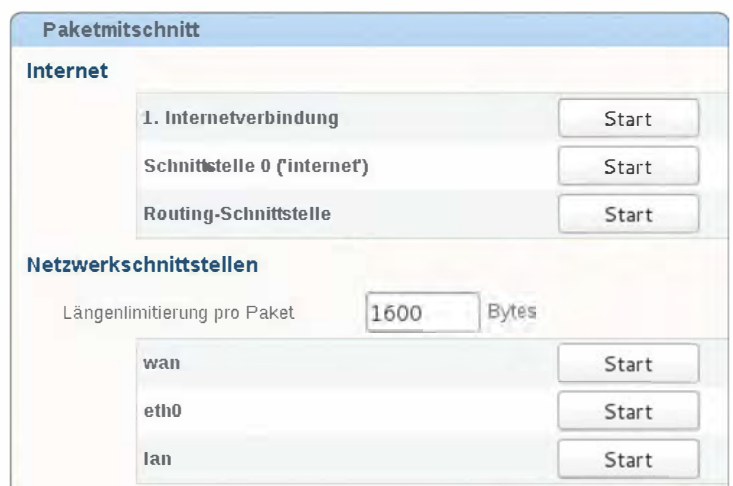 Paketmitschnitt
Internet
1. Internetverbindung Start
Schnittstelle 0 ('internet') Start
Routing-Schnittstelle Start
Netzwerkschnittstellen
Längenlimitierung pro Paket 1600 Bytes
wan Start
eth0 Start
lan Start